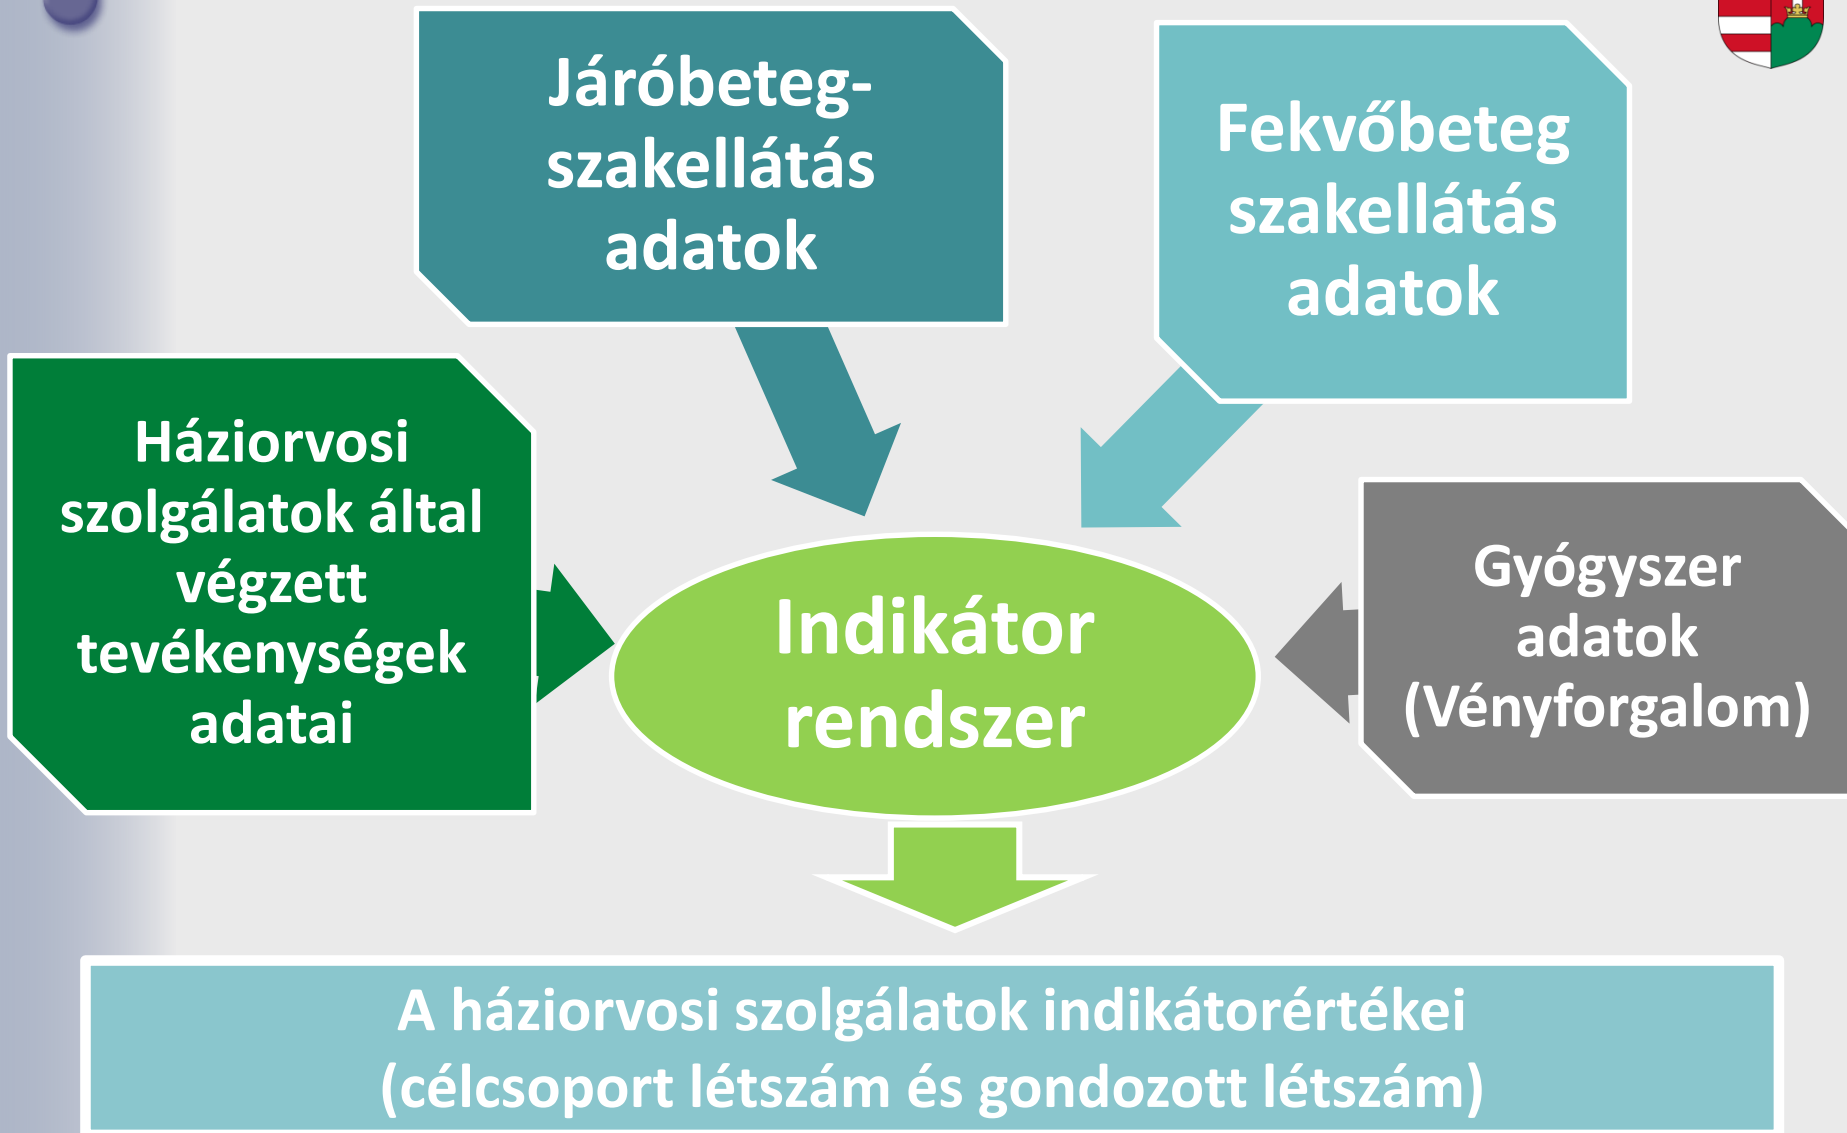 Járóbeteg-
szakellátás
adatok
Fekvőbeteg
szakellátás
adatok
Háziorvosi
szolgálatok által
végzett
tevékenységek
adatai
Indikátor
rendszer
Gyógyszer
adatok
(Vényforgalom)
A háziorvosi szolgálatok indikátorértékei
(célcsoport létszám és gondozott létszám)